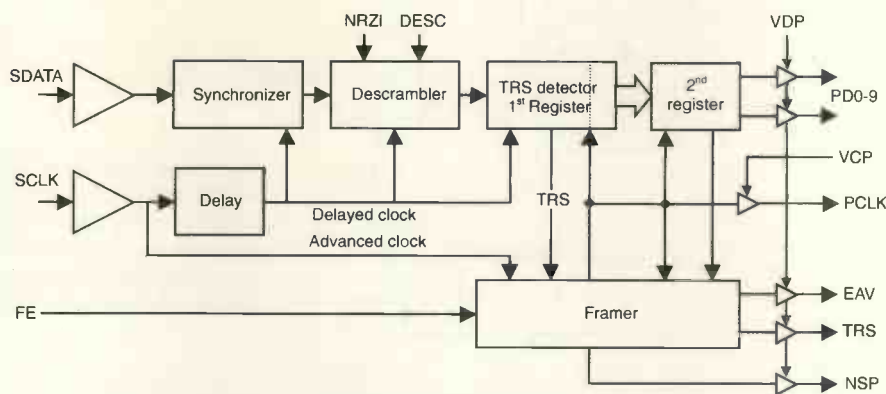 NRZI DESC
VDP
SDATA
Synchronizer
Descrambler
TRS detector
1st Register
2nd
register
PD0-9
VCP
SCLK
Delay
Delayed clock
TRS
PCLK
Advanced clock
FE
Framer
EAV
TRS
NSP